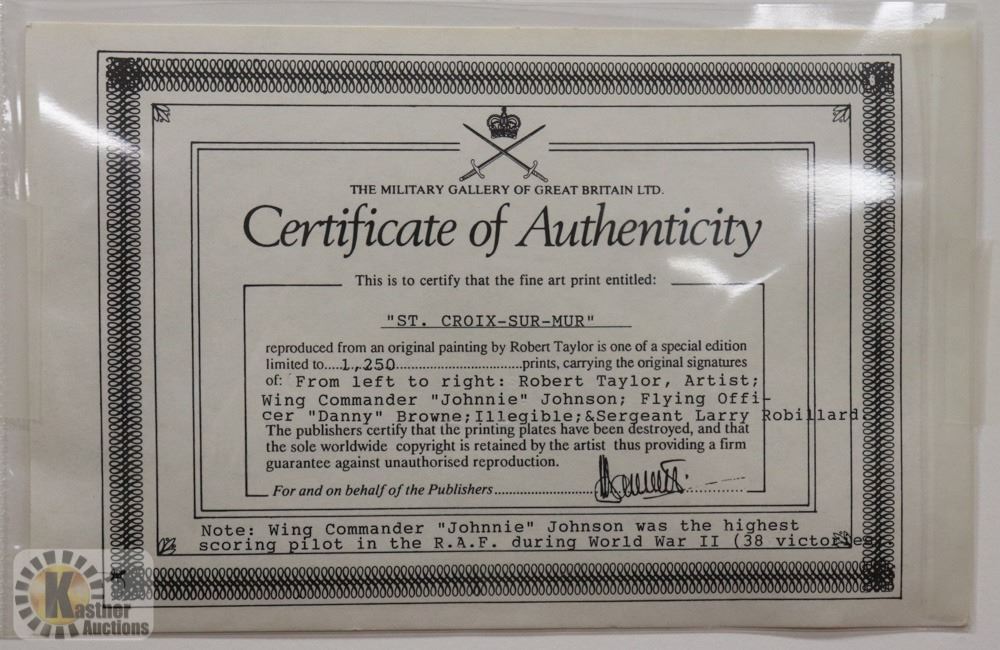 THE MILITARY GALLERY OF GREAT BRITAIN LTD.
Certificate of Authenticity
This is to certify that the fine art print entitled:
"ST. CROIX-SUR-MUR"
reproduced from an original painting by Robert Taylor is one of a special edition
limited to....1,250..............................prints, carrying the original signatures
of: From left to right: Robert Taylor, Artist;
Wing Commander "Johnnie" Johnson; Flying Offi-
cer "Danny" Browne;Illegible;&Sergeant Larry Robillard.
The publishers certify that the printing plates have been destroyed, and that
the sole worldwide copyright is retained by the artist thus providing a firm
guarantee against unauthorised reproduction.
For and on behalf of the Publishers
Note: Wing Commander "Johnnie" Johnson was the highest
scoring pilot in the R.A.F. during World War II (38 victories
Kastner
Auctions